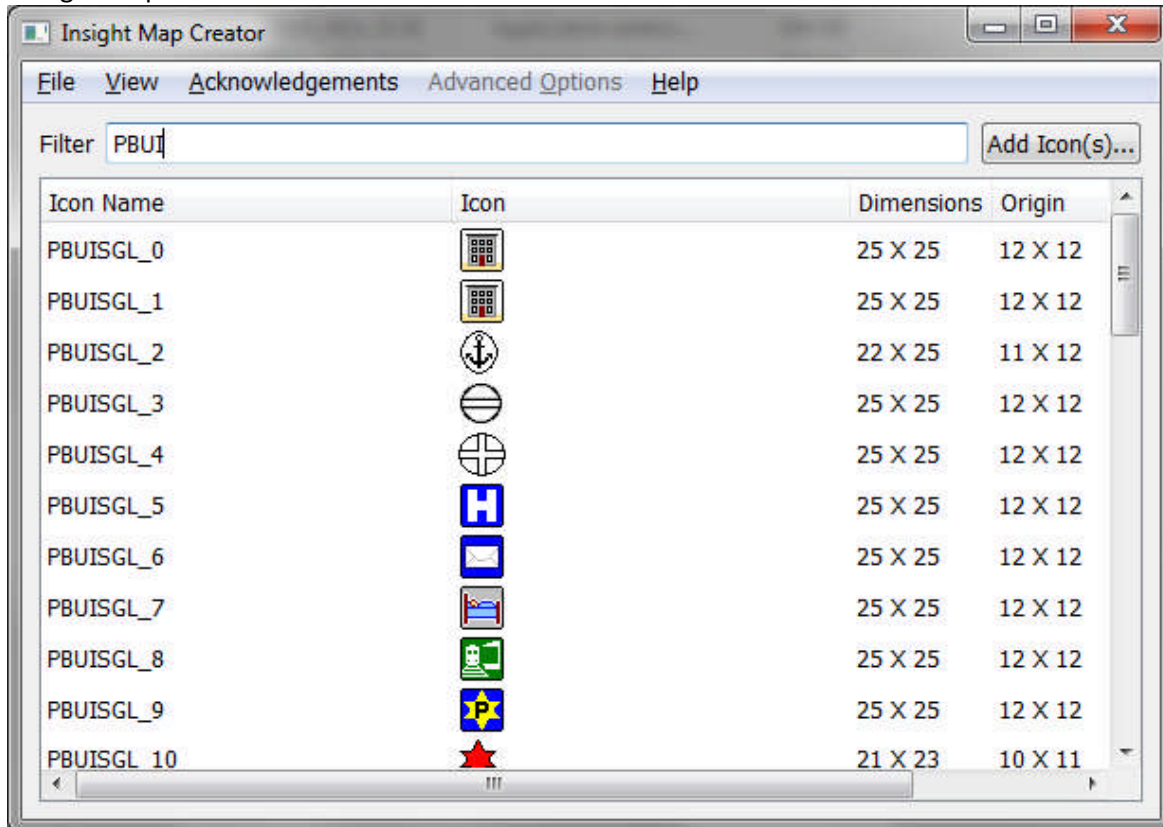 Insight Map Creator
File View Acknowledgements Advanced Options Help
Filter PBUI Add Icon(s)...
Icon Name Icon Dimensions Origin
PBUISGL_0 25 X 25 12 X 12
PBUISGL_1 25 X 25 12 X 12
PBUISGL_2 22 X 25 11 X 12
PBUISGL_3 25 X 25 12 X 12
PBUISGL_4 25 X 25 12 X 12
PBUISGL_5 H 25 X 25 12 X 12
PBUISGL_6 25 X 25 12 X 12
PBUISGL_7 25 X 25 12 X 12
PBUISGL_8 25 X 25 12 X 12
PBUISGL_9 P 25 X 25 12 X 12
PBUISGL_10 21 X 23 10 X 11